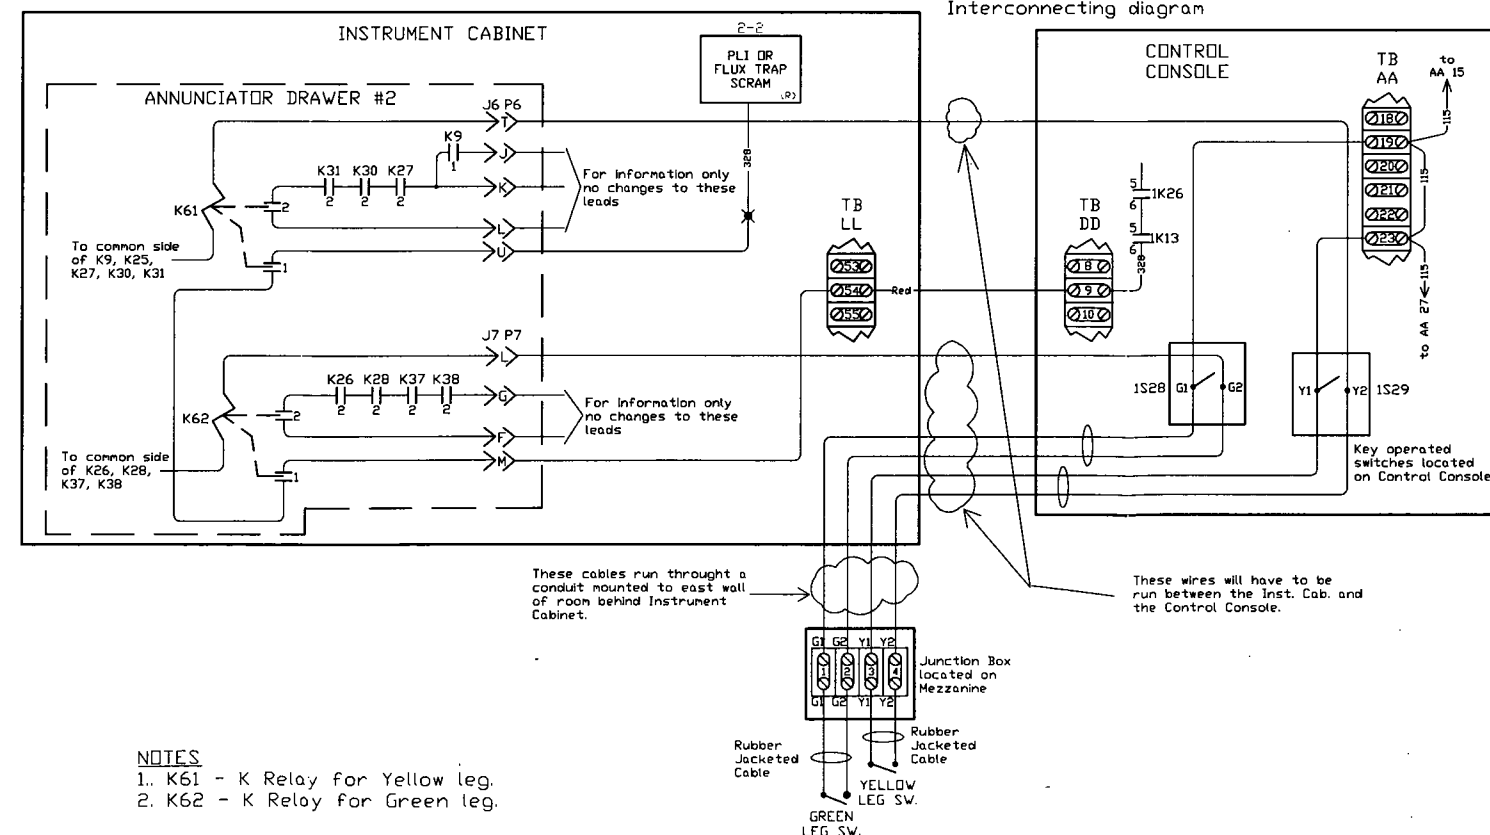 Interconnecting diagram
INSTRUMENT CABINET
2-2
PLI OR
FLUX TRAP
SCRAM
(R)
CONTROL
CONSOLE
TB
AA
to
AA 15
115
ANNUNCIATOR DRAWER #2
J6 P6
T
K9
1
J
K31 K30 K27
2 2 2
K
For Information only
no changes to these
leads
328
K61
2
L
U
To common side
of K9, K25,
K27, K30, K31
1
TB
LL
53
54
55
Red
TB
DD
8
9
10
5
6
1K26
5
6
1K13
328
18
19
20
21
22
23
115
115
to AA 27
J7 P7
L
K26 K28 K37 K38
2 2 2 2
G
For Information only
no changes to these
leads
K62
2
F
M
To common side
of K26, K28,
K37, K38
1
1S28
G1
G2
Y1
Y2
1S29
Key operated
switches located
on Control Console
These cables run throught a
conduit mounted to east wall
of room behind Instrument
Cabinet.
These wires will have to be
run between the Inst. Cab. and
the Control Console.
G1 G2 Y1 Y2
1 2 3 4
G1 G2 Y1 Y2
Junction Box
located on
Mezzanine
Rubber
Jacketed
Cable
Rubber
Jacketed
Cable
YELLOW
LEG SW.
GREEN
LEG SW.
NOTES
1.. K61 - K Relay for Yellow leg.
2. K62 - K Relay for Green leg.